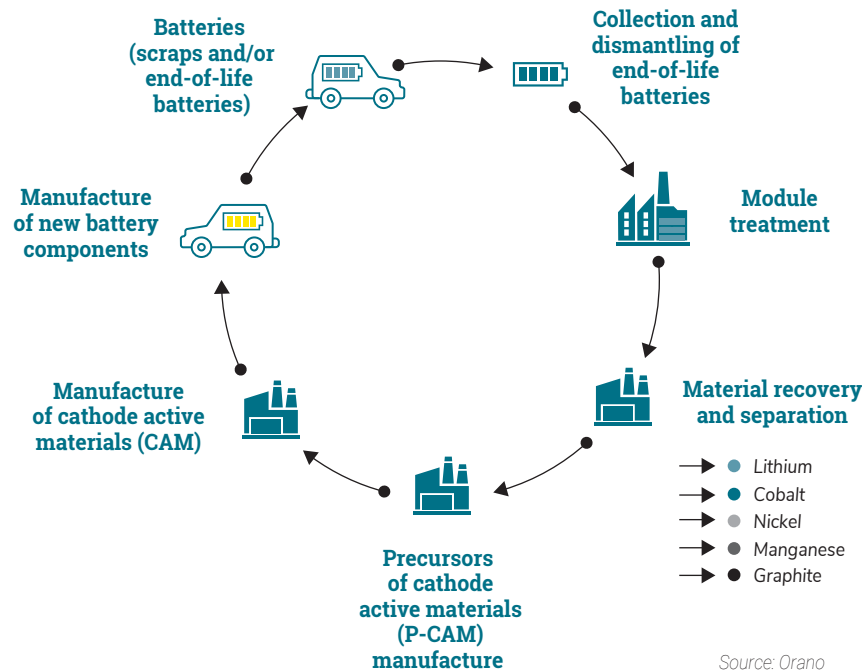 Batteries
(scraps and/or
end-of-life
batteries)
Collection and
dismantling of
end-of-life
batteries
Module
treatment
Material recovery
and separation
Lithium
Cobalt
Nickel
Manganese
Graphite
Precursors
of cathode
active materials
(P-CAM)
manufacture
Manufacture
of cathode active
materials (CAM)
Manufacture
of new battery
components
Source: Orano